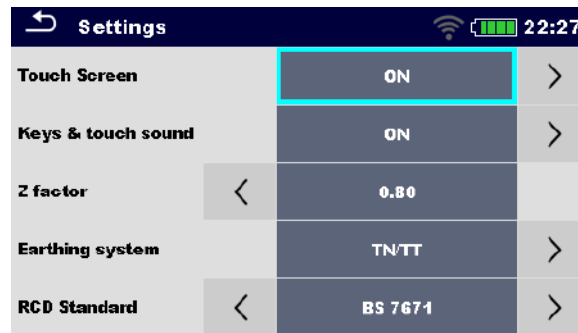 Settings 22:27
Touch Screen ON
Keys & touch sound ON
Z factor 0.80
Earthing system TN/TT
RCD Standard BS 7671